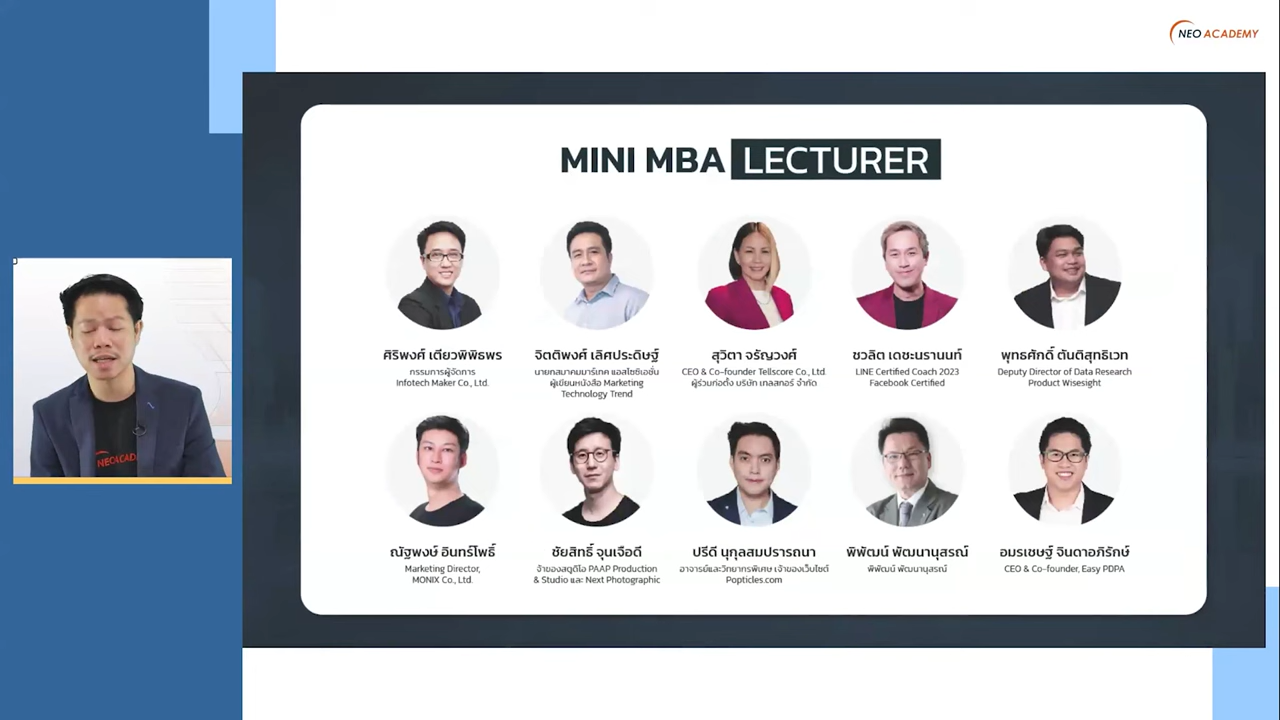 NEO ACADEMY
MINI MBA LECTURER
ศิริพงศ์ เตียวพิพิธพร
กรรมการผู้จัดการ
Infotech Maker Co., Ltd.
จิตติพงศ์ เลิศประดิษฐ์
นายกสมาคมมาร์เทค แอสโซซิเอชั่น
ผู้เขียนหนังสือ Marketing
Technology Trend
สุวิตา จรัญวงศ์
CEO & Co-founder Tellscore Co., Ltd.
ผู้ร่วมก่อตั้ง บริษัท เทลสกอร์ จำกัด
ชวลิต เดชะนรานนท์
LINE Certified Coach 2023
Facebook Certified
พุทธศักดิ์ ตันติสุทธิเวท
Deputy Director of Data Research
Product Wisesight
ณัฐพงษ์ อินทร์โพธิ์
Marketing Director,
MONIX Co., Ltd.
ชัยสิทธิ์ จุนเจือดี
จ้าของสตูดิโอ PAAP Production
& Studio และ Next Photographic
ปรีดี นุกุลสมปรารถนา
อาจารย์และวิทยากรพิเศษ เจ้าของเว็บไซต์
Popticles.com
พิพัฒน์ พัฒนานุสรณ์
พิพัฒน์ พัฒนานุสรณ์
อมรเชษฐ์ จินดาอภิรักษ์
CEO & Co-founder, Easy PDPA